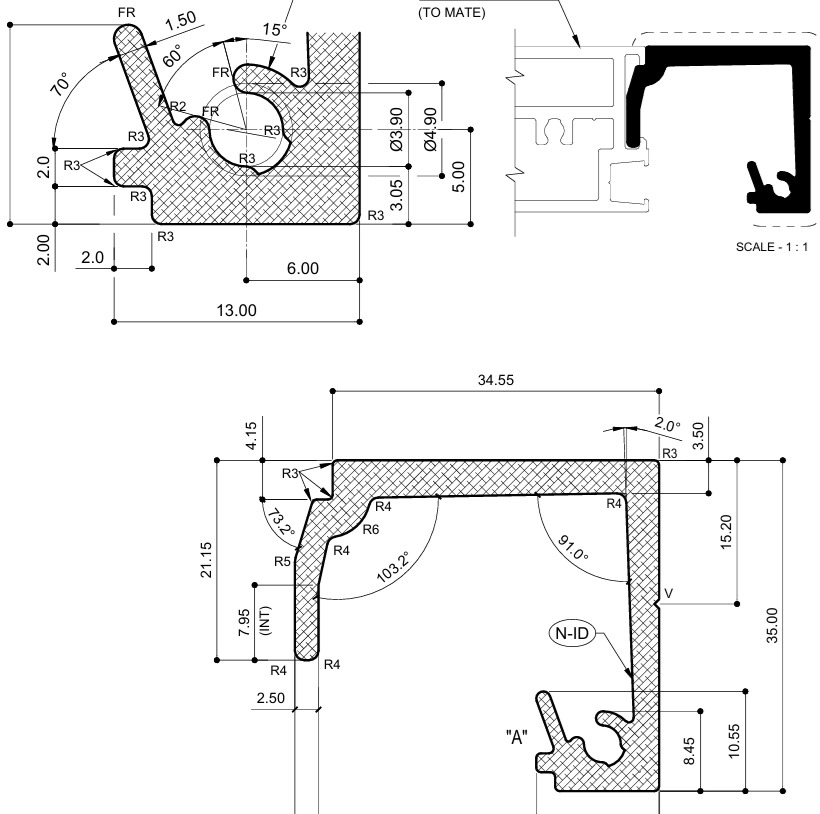 FR
1.50
15°
(TO MATE)
60°
FR
R3
70°
R2
FR
R3
R3
Ø3.90
Ø4.90
2.0
R3
R3
5.00
R3
3.05
R3
2.00
R3
2.0
SCALE - 1 : 1
6.00
13.00
34.55
4.15
2.0°
3.50
R3
R3
73.2°
R4
R6
R4
R4
R5
103.2°
91.0°
21.15
15.20
7.95
(INT)
V
35.00
N-ID
R4
R4
2.50
"A"
8.45
10.55